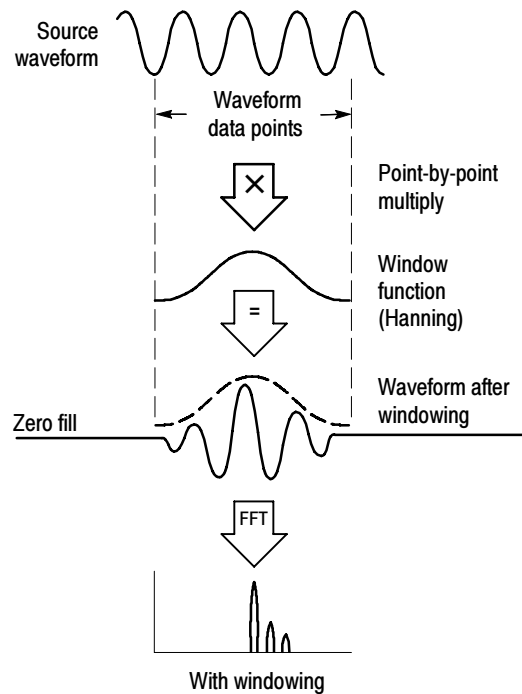 Source
waveform
Waveform
data points
×
Point-by-point
multiply
Window
function
(Hanning)
=
Waveform after
windowing
Zero fill
FFT
With windowing